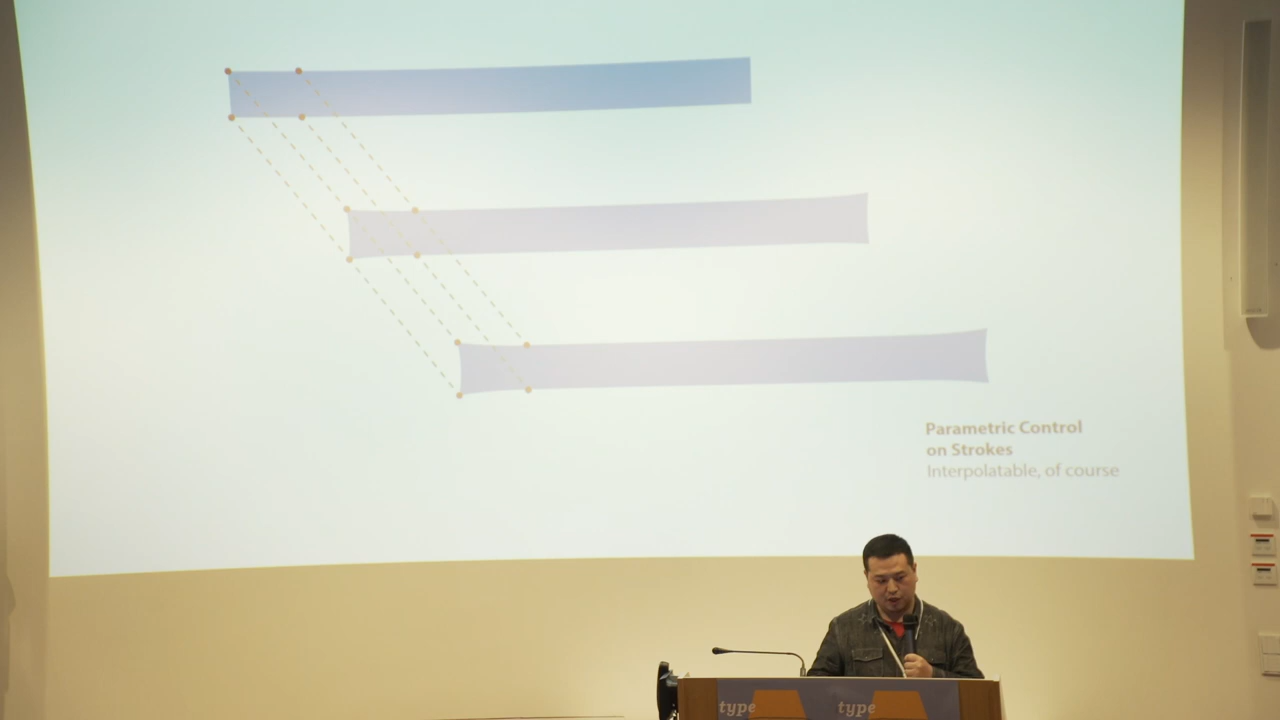 Parametric Control
on Strokes
Interpolatable, of course
type
type